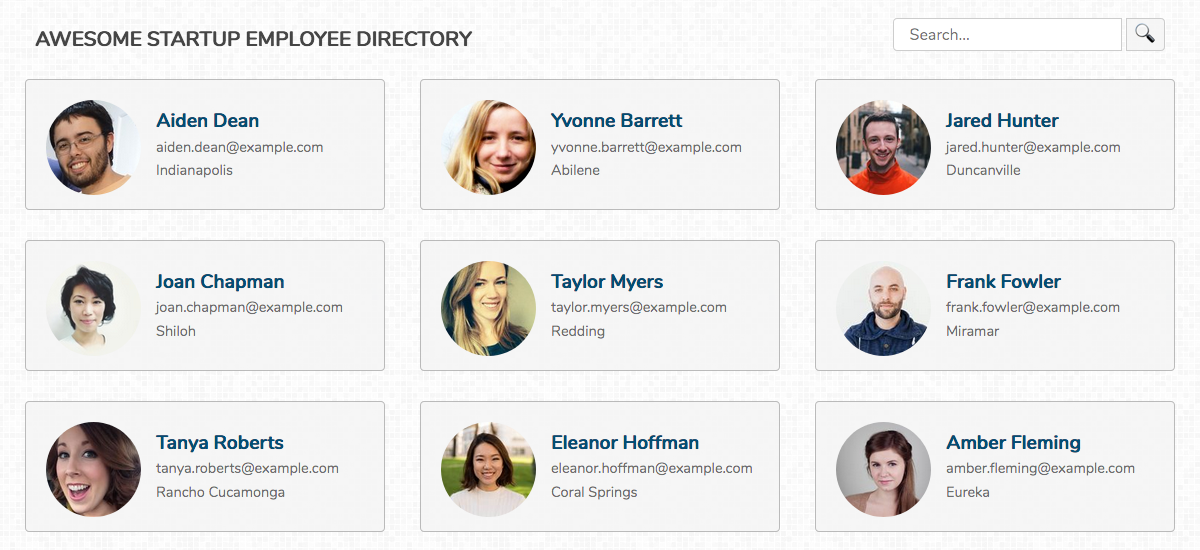 AWESOME STARTUP EMPLOYEE DIRECTORY
Search...
Aiden Dean
aiden.dean@example.com
Indianapolis
Yvonne Barrett
yvonne.barrett@example.com
Abilene
Jared Hunter
jared.hunter@example.com
Duncanville
Joan Chapman
joan.chapman@example.com
Shiloh
Taylor Myers
taylor.myers@example.com
Redding
Frank Fowler
frank.fowler@example.com
Miramar
Tanya Roberts
tanya.roberts@example.com
Rancho Cucamonga
Eleanor Hoffman
eleanor.hoffman@example.com
Coral Springs
Amber Fleming
amber.fleming@example.com
Eureka